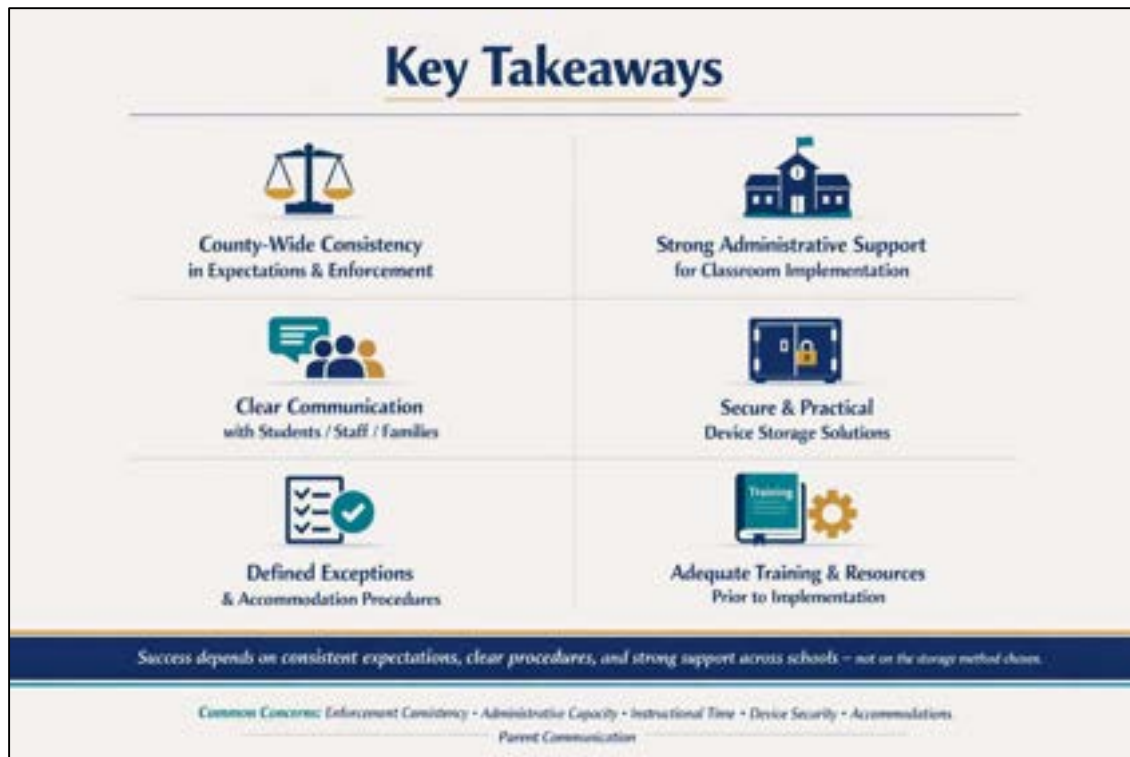 Key Takeaways
County-Wide Consistency
in Expectations & Enforcement
Strong Administrative Support
for Classroom Implementation
Clear Communication
with Students / Staff / Families
Secure & Practical
Device Storage Solutions
Defined Exceptions
& Accommodation Procedures
Training
Adequate Training & Resources
Prior to Implementation
Success depends on consistent expectations, clear procedures, and strong support across schools – not on the storage method chosen.
Common Concerns: Enforcement Consistency • Administrative Capacity • Instructional Time • Device Security • Accommodations
Parent Communication